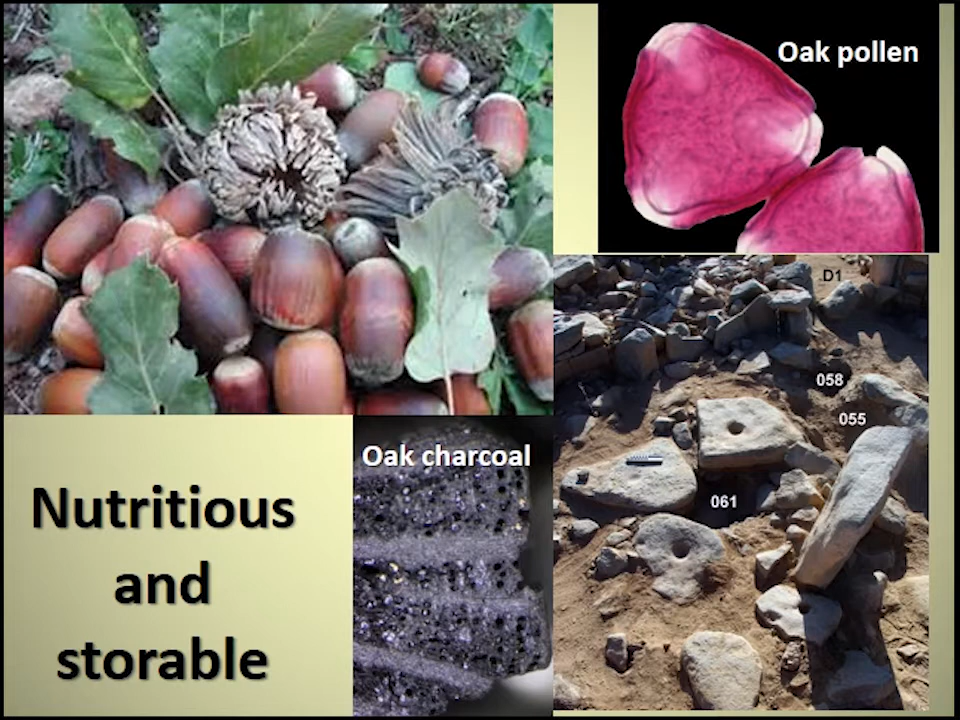 Oak pollen
D1
058
055
061
Oak charcoal
Nutritious
and
storable